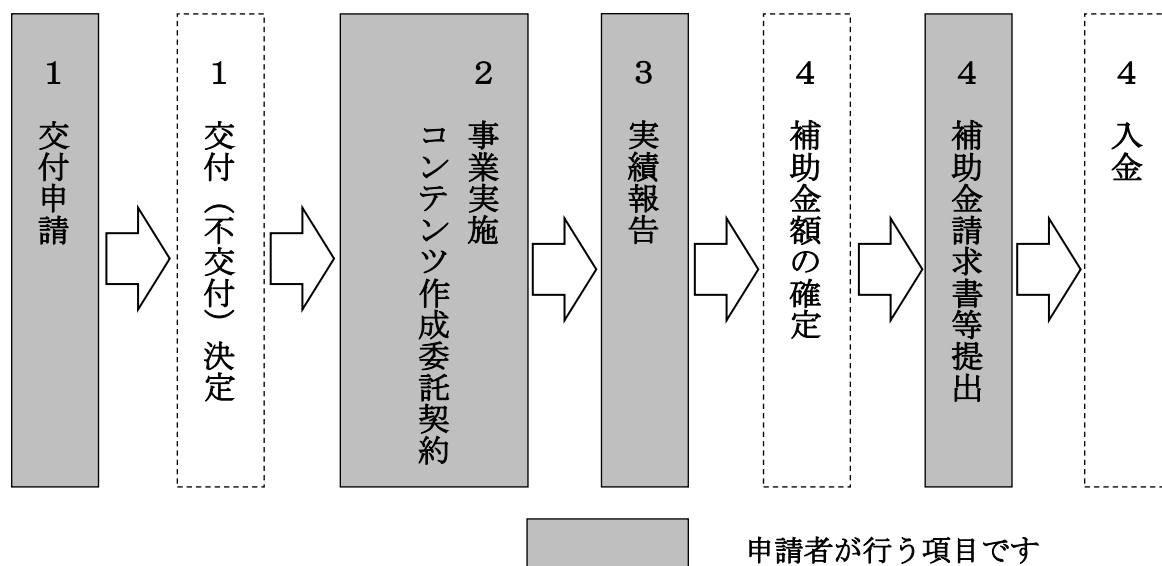 １　交付申請
１　交付（不交付）決定
２　事業実施
コンテンツ作成委託契約
３　実績報告
４　補助金額の確定
４　補助金請求書等提出
４　入金
申請者が行う項目です